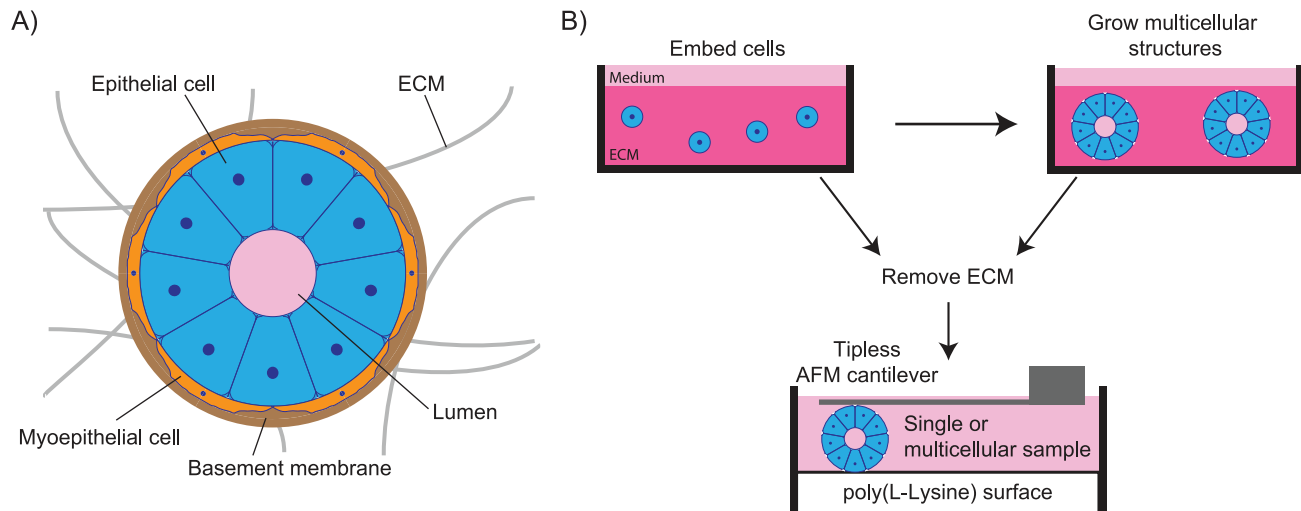 A)
Epithelial cell
ECM
Lumen
Myoepithelial cell
Basement membrane
B)
Embed cells
Medium
ECM
Grow multicellular
structures
Remove ECM
Tipless
AFM cantilever
Single or
multicellular sample
poly(L-Lysine) surface